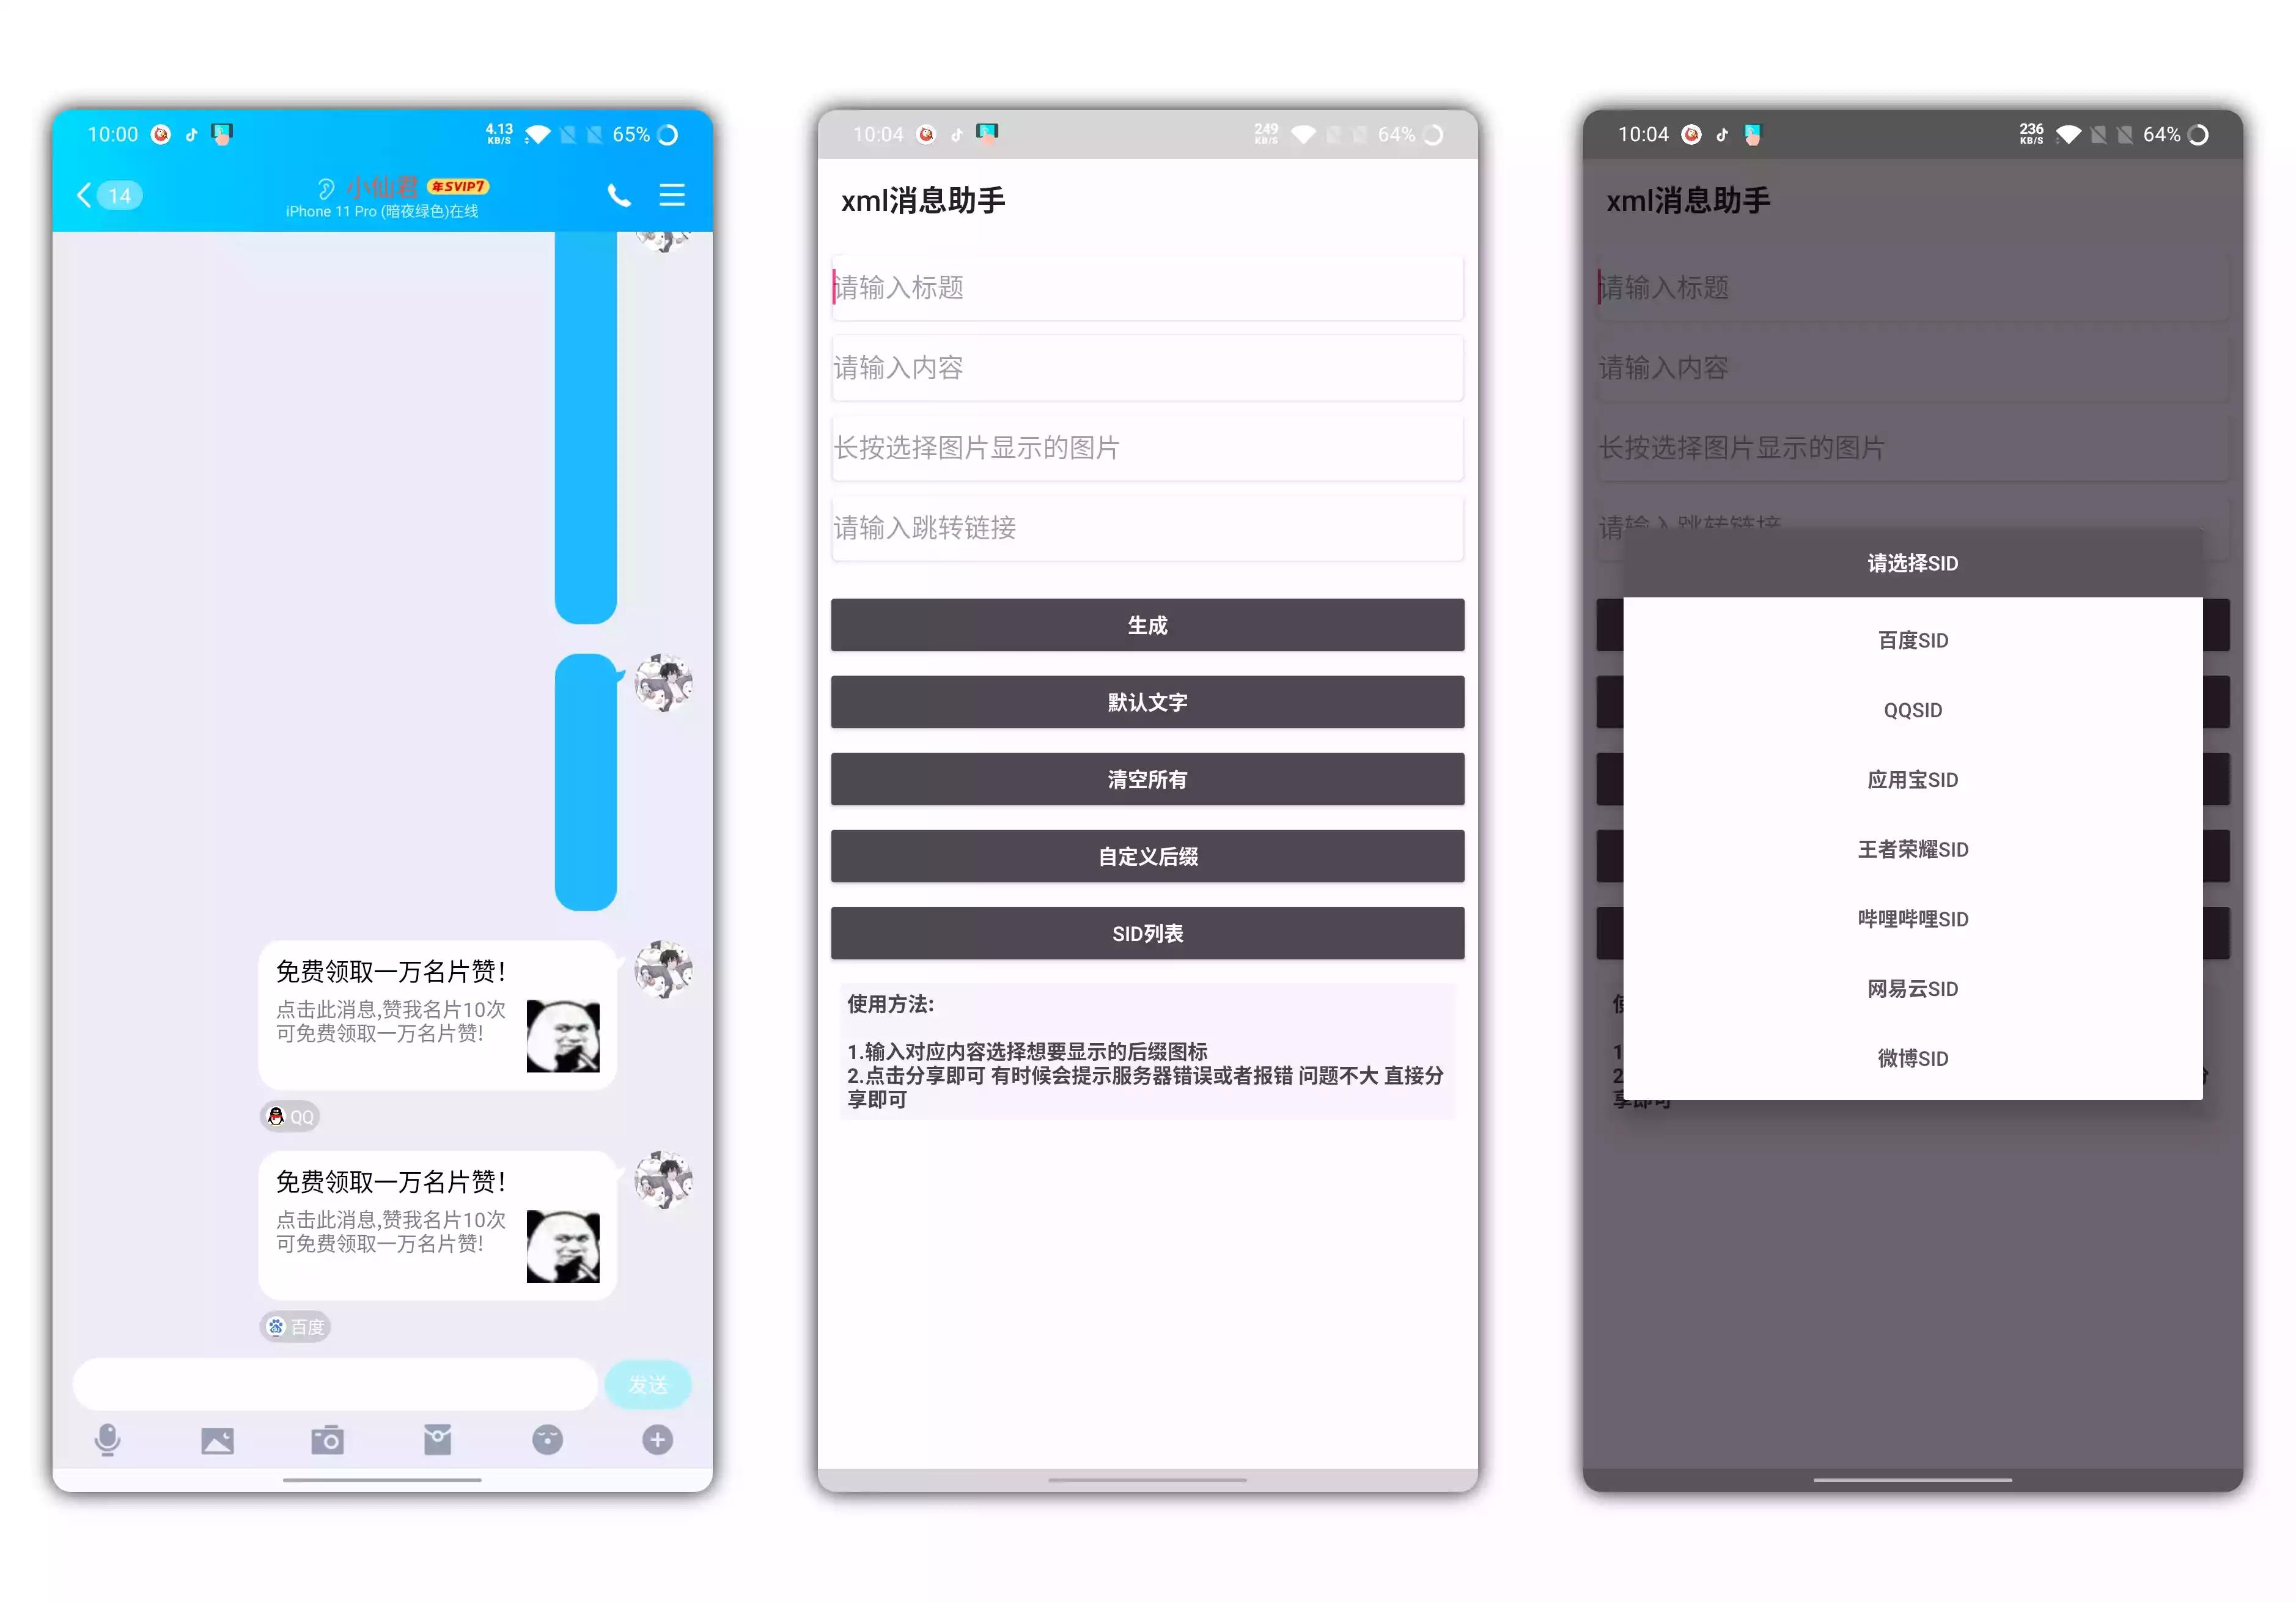 10:00
4.13
KB/S
65%
14
小仙君
年SVIP7
iPhone 11 Pro (暗夜绿色)在线
免费领取一万名片赞!
点击此消息,赞我名片10次
可免费领取一万名片赞!
QQ
免费领取一万名片赞!
点击此消息,赞我名片10次
可免费领取一万名片赞!
百度
发送
10:04
249
KB/S
64%
xml消息助手
请输入标题
请输入内容
长按选择图片显示的图片
请输入跳转链接
生成
默认文字
清空所有
自定义后缀
SID列表
使用方法:
1.输入对应内容选择想要显示的后缀图标
2.点击分享即可 有时候会提示服务器错误或者报错 问题不大 直接分
享即可
10:04
236
KB/S
64%
xml消息助手
请输入标题
请输入内容
长按选择图片显示的图片
请输入跳转链接
请选择SID
百度SID
QQSID
应用宝SID
王者荣耀SID
哔哩哔哩SID
网易云SID
微博SID
1
2
享即可